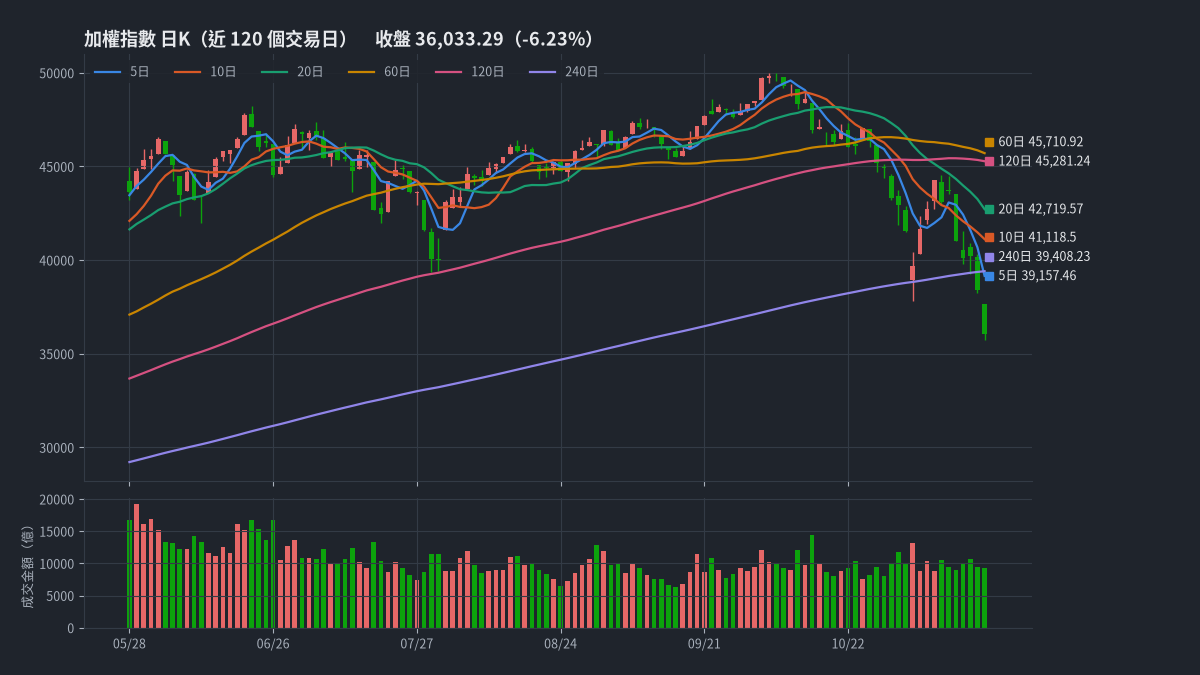 加權指數 日K（近 120 個交易日）　收盤 36,033.29（-6.23%）
5日 10日 20日 60日 120日 240日
50000
45000
40000
35000
30000
60日 45,710.92
120日 45,281.24
20日 42,719.57
10日 41,118.5
240日 39,408.23
5日 39,157.46
成交金額（億）
20000
15000
10000
5000
0
05/28 06/26 07/27 08/24 09/21 10/22